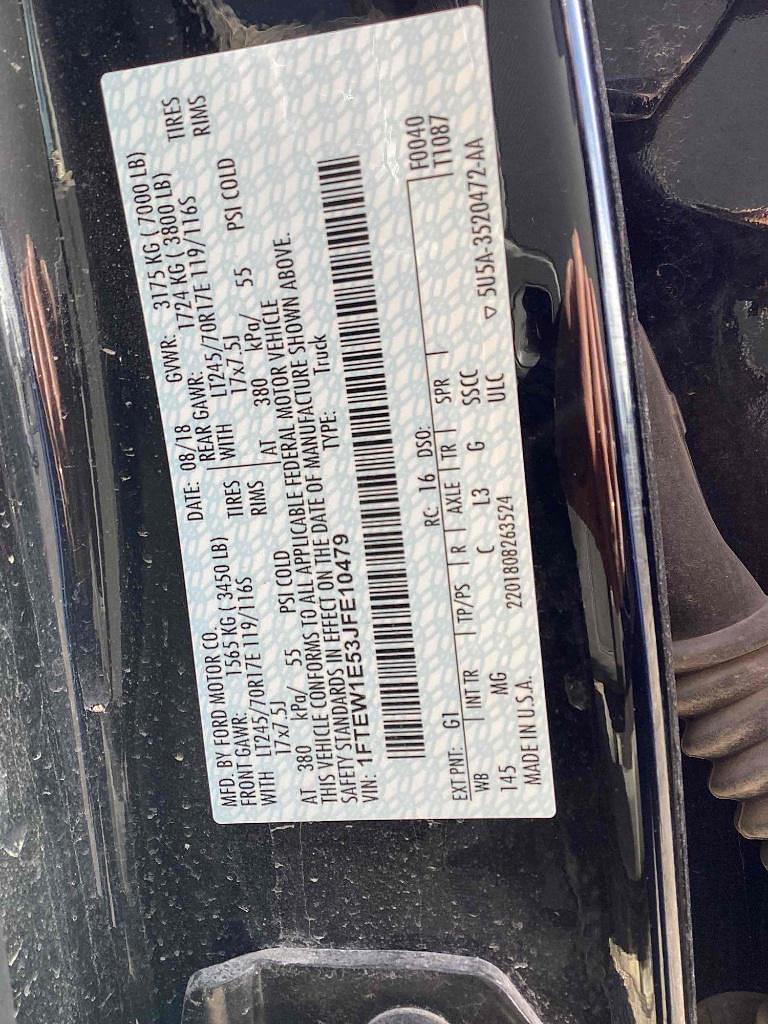 MFD. BY FORD MOTOR CO.
DATE: 08/18 GVWR: 3175 KG (7000 LB)
FRONT GAWR: 1565 KG (3450 LB) REAR GAWR: 1724 KG (3800 LB)
WITH LT245/70R17E 119/116S TIRES WITH LT245/70R17E 119/116S TIRES
17x7.5J RIMS 17x7.5J RIMS
AT 380 kPa/ 55 PSI COLD AT 380 kPa/ 55 PSI COLD
THIS VEHICLE CONFORMS TO ALL APPLICABLE FEDERAL MOTOR VEHICLE
SAFETY STANDARDS IN EFFECT ON THE DATE OF MANUFACTURE SHOWN ABOVE.
VIN: 1FTEW1E53JFE10479 TYPE: Truck
F0040
EXT PNT: G1 RC: 16 DSO: T1087
WB INT TR TP/PS R AXLE TR SPR
145 MG C L3 G SSCC
MADE IN U.S.A. 2201808263524 ULC ▽ 5U5A-3520472-AA